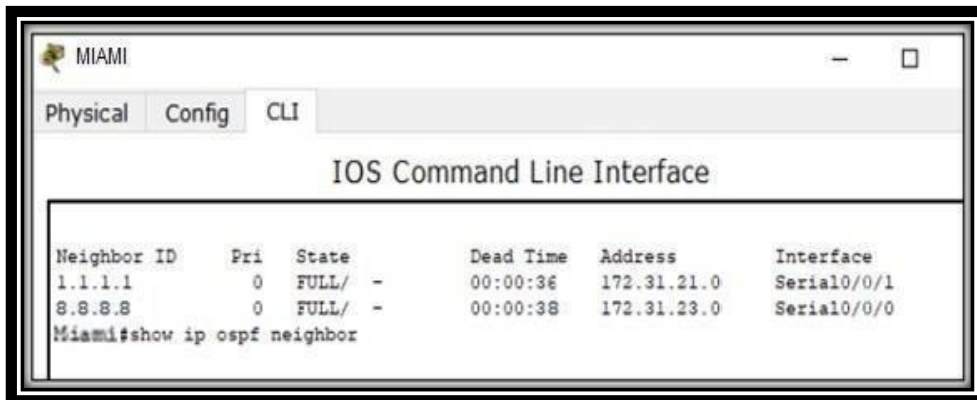 MIAMI
Physical Config CLI
IOS Command Line Interface
Neighbor ID Pri State Dead Time Address Interface
1.1.1.1 0 FULL/ - 00:00:36 172.31.21.0 Serial0/0/1
8.8.8.8 0 FULL/ - 00:00:38 172.31.23.0 Serial0/0/0
Miami#show ip ospf neighbor